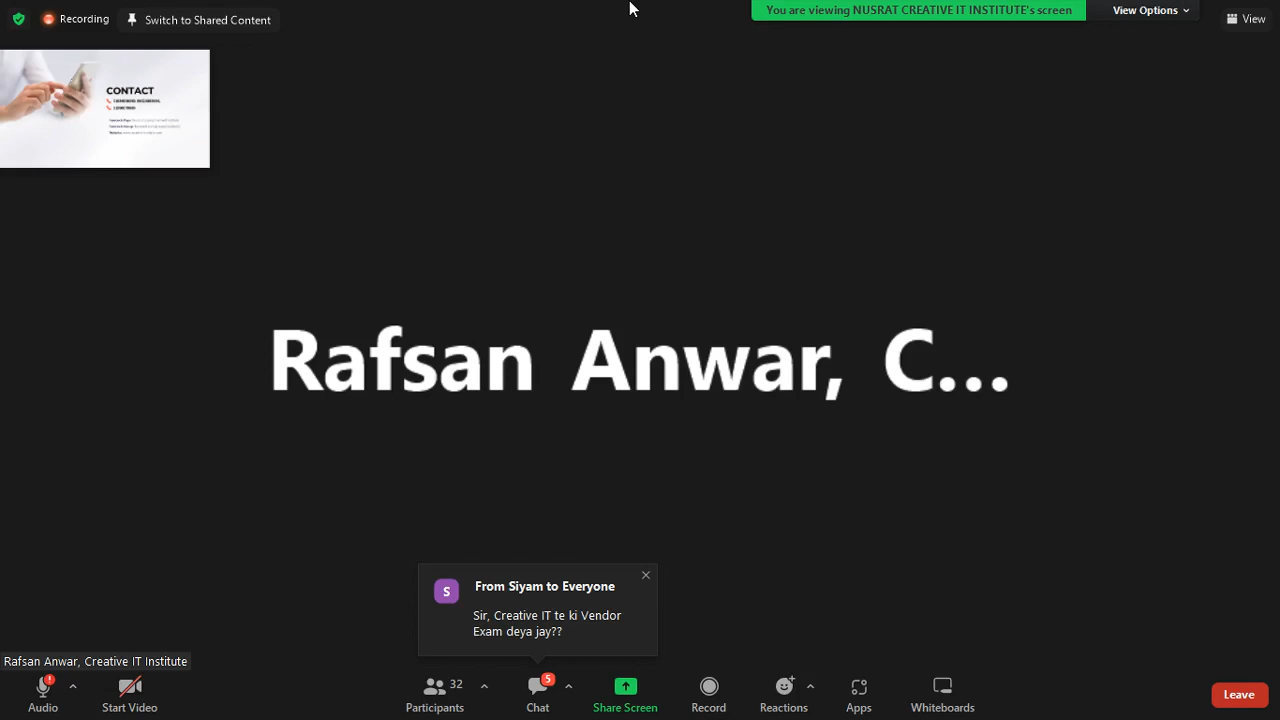 Recording
Switch to Shared Content
You are viewing NUSRAT CREATIVE IT INSTITUTE's screen
View Options
View
CONTACT
Rafsan Anwar, C...
S
From Siyam to Everyone
Sir, Creative IT te ki Vendor
Exam deya jay??
Rafsan Anwar, Creative IT Institute
!
Audio
Start Video
32
Participants
5
Chat
Share Screen
Record
Reactions
Apps
Whiteboards
Leave